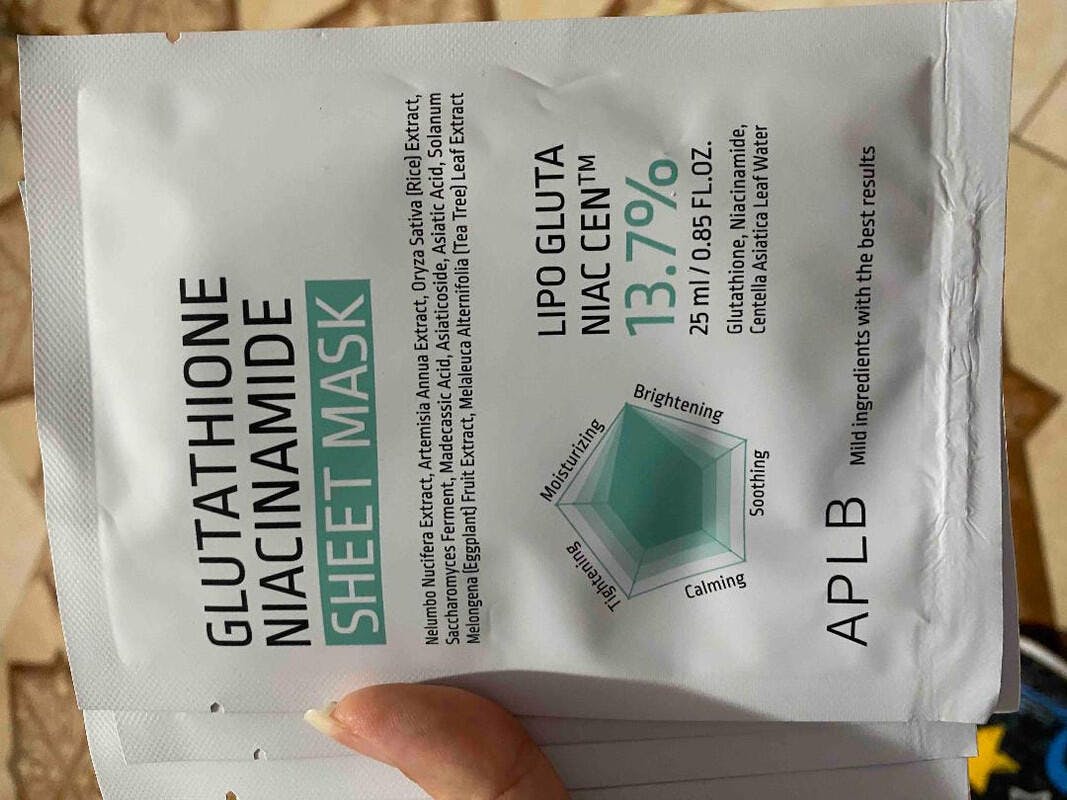 GLUTATHIONE
NIACINAMIDE
SHEET MASK
Nelumbo Nucifera Extract, Artemisia Annua Extract, Oryza Sativa (Rice) Extract,
Saccharomyces Ferment, Madecassic Acid, Asiaticoside, Asiatic Acid, Solanum
Melongena (Eggplant) Fruit Extract, Melaleuca Alternifolia (Tea Tree) Leaf Extract
Moisturizing
Brightening
Tightening
Soothing
Calming
LIPO GLUTA
NIAC CEN™
13.7%
25 ml / 0.85 FL.OZ.
Glutathione, Niacinamide,
Centella Asiatica Leaf Water
APLB Mild ingredients with the best results